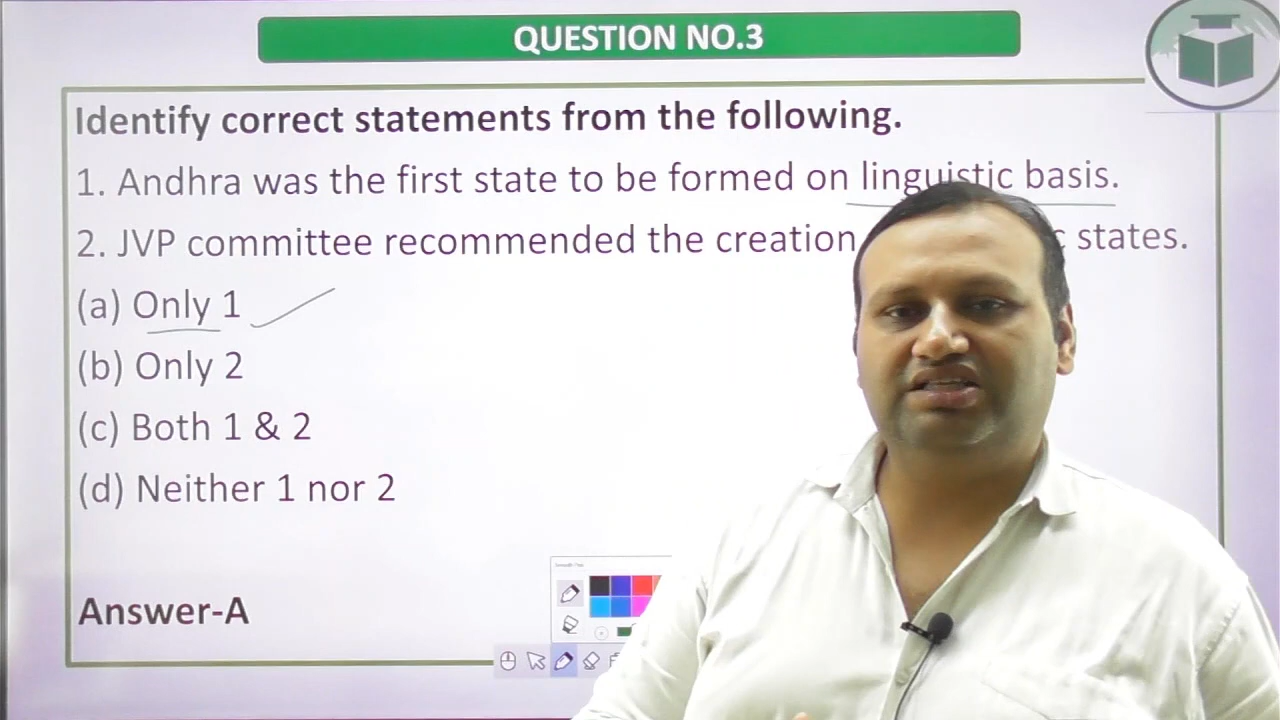 QUESTION NO.3
Identify correct statements from the following.
1. Andhra was the first state to be formed on linguistic basis.
2. JVP committee recommended the creation states.
(a) Only 1
(b) Only 2
(c) Both 1 & 2
(d) Neither 1 nor 2
Answer-A